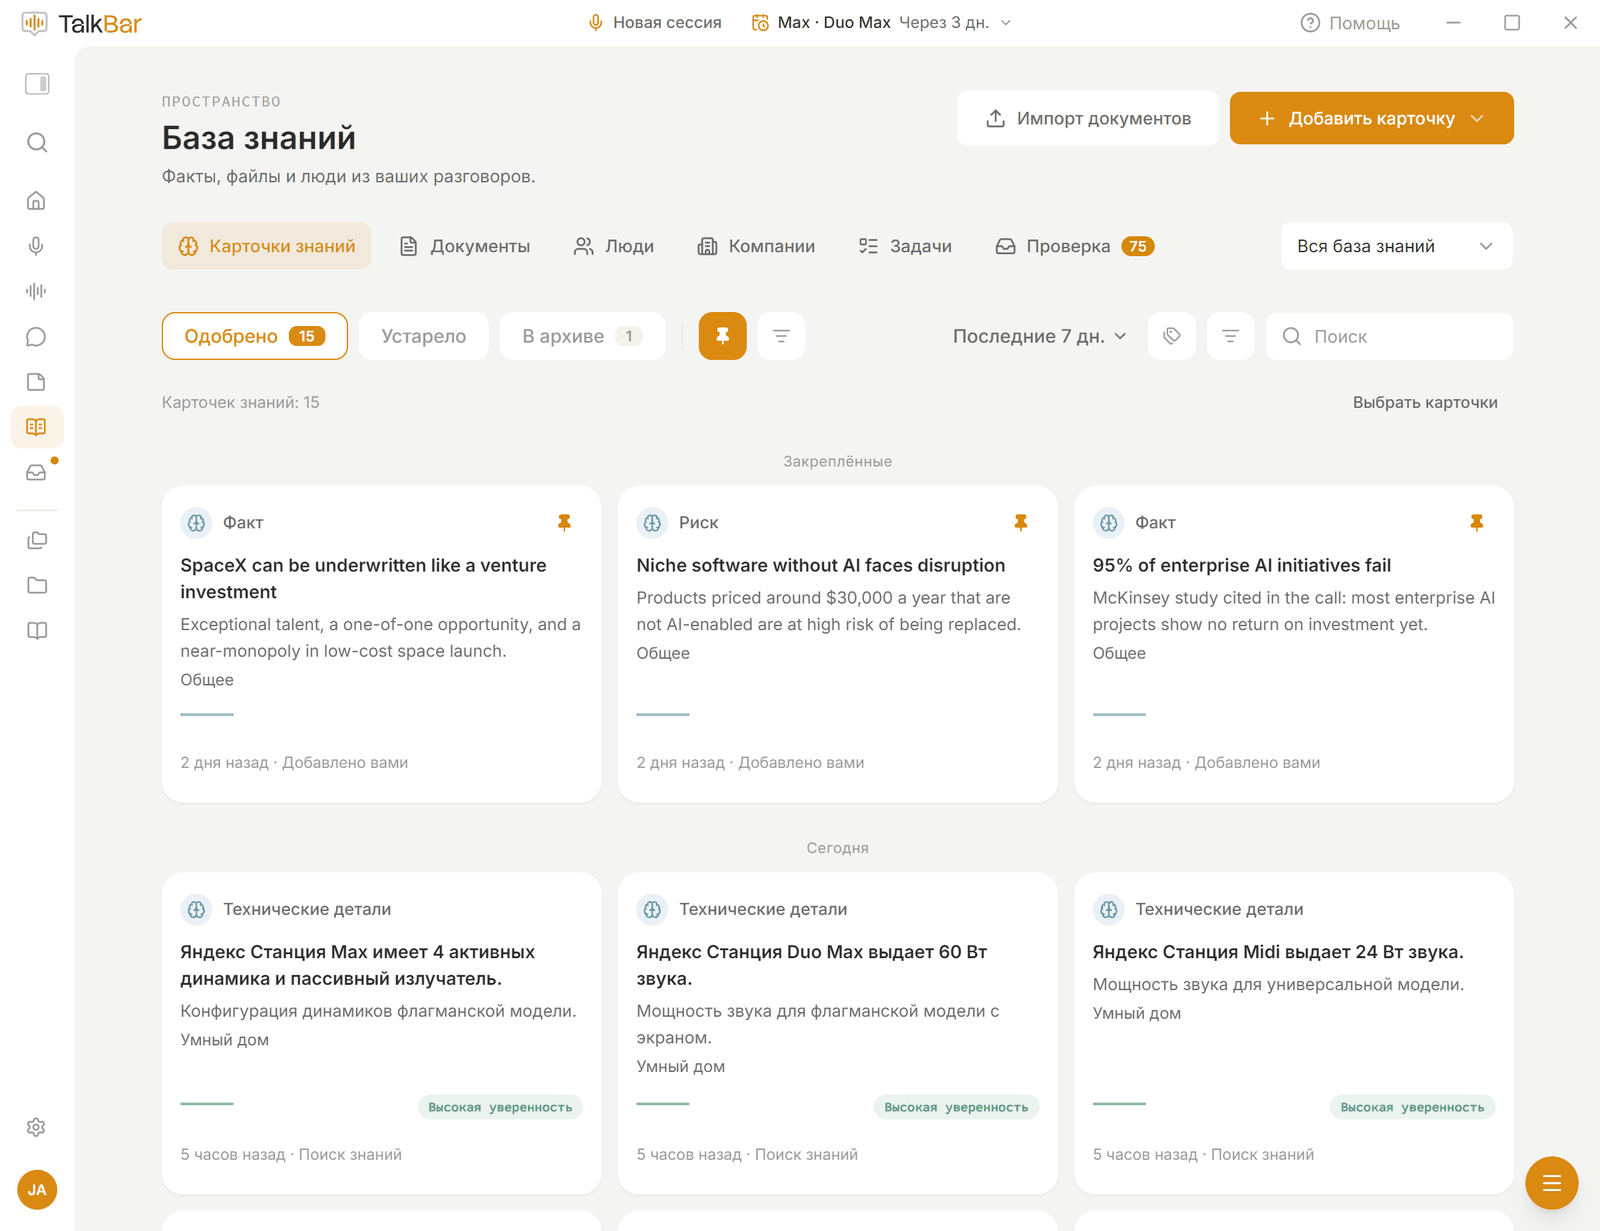 TalkBar
Новая сессия
Max · Duo Max Через 3 дн.
Помощь
ПРОСТРАНСТВО
База знаний
Факты, файлы и люди из ваших разговоров.
Импорт документов
Добавить карточку
Карточки знаний
Документы
Люди
Компании
Задачи
Проверка 75
Вся база знаний
Одобрено 15
Устарело
В архиве 1
Последние 7 дн.
Поиск
Карточек знаний: 15
Выбрать карточки
Закреплённые
Факт
SpaceX can be underwritten like a venture
investment
Exceptional talent, a one-of-one opportunity, and a
near-monopoly in low-cost space launch.
Общее
2 дня назад · Добавлено вами
Риск
Niche software without AI faces disruption
Products priced around $30,000 a year that are
not AI-enabled are at high risk of being replaced.
Общее
2 дня назад · Добавлено вами
Факт
95% of enterprise AI initiatives fail
McKinsey study cited in the call: most enterprise AI
projects show no return on investment yet.
Общее
2 дня назад · Добавлено вами
Сегодня
Технические детали
Яндекс Станция Max имеет 4 активных
динамика и пассивный излучатель.
Конфигурация динамиков флагманской модели.
Умный дом
Высокая уверенность
5 часов назад · Поиск знаний
Технические детали
Яндекс Станция Duo Max выдает 60 Вт
звука.
Мощность звука для флагманской модели с
экраном.
Умный дом
Высокая уверенность
5 часов назад · Поиск знаний
Технические детали
Яндекс Станция Midi выдает 24 Вт звука.
Мощность звука для универсальной модели.
Умный дом
Высокая уверенность
5 часов назад · Поиск знаний
JA